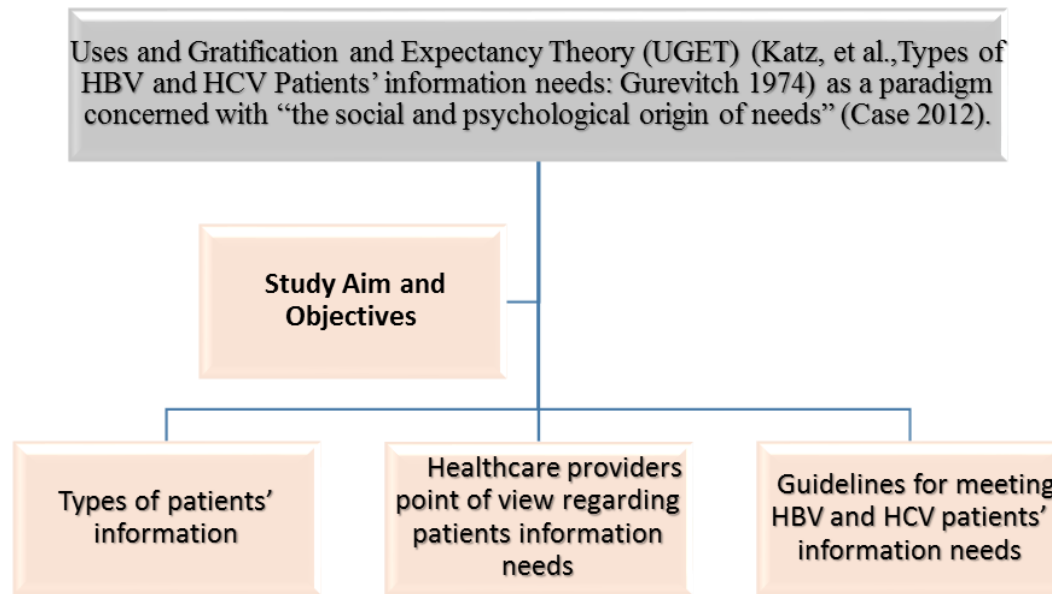 Uses and Gratification and Expectancy Theory (UGET) (Katz, et al.,Types of
HBV and HCV Patients’ information needs: Gurevitch 1974) as a paradigm
concerned with “the social and psychological origin of needs” (Case 2012).
Study Aim and
Objectives
Types of patients’
information
Healthcare providers
point of view regarding
patients information
needs
Guidelines for meeting
HBV and HCV patients’
information needs